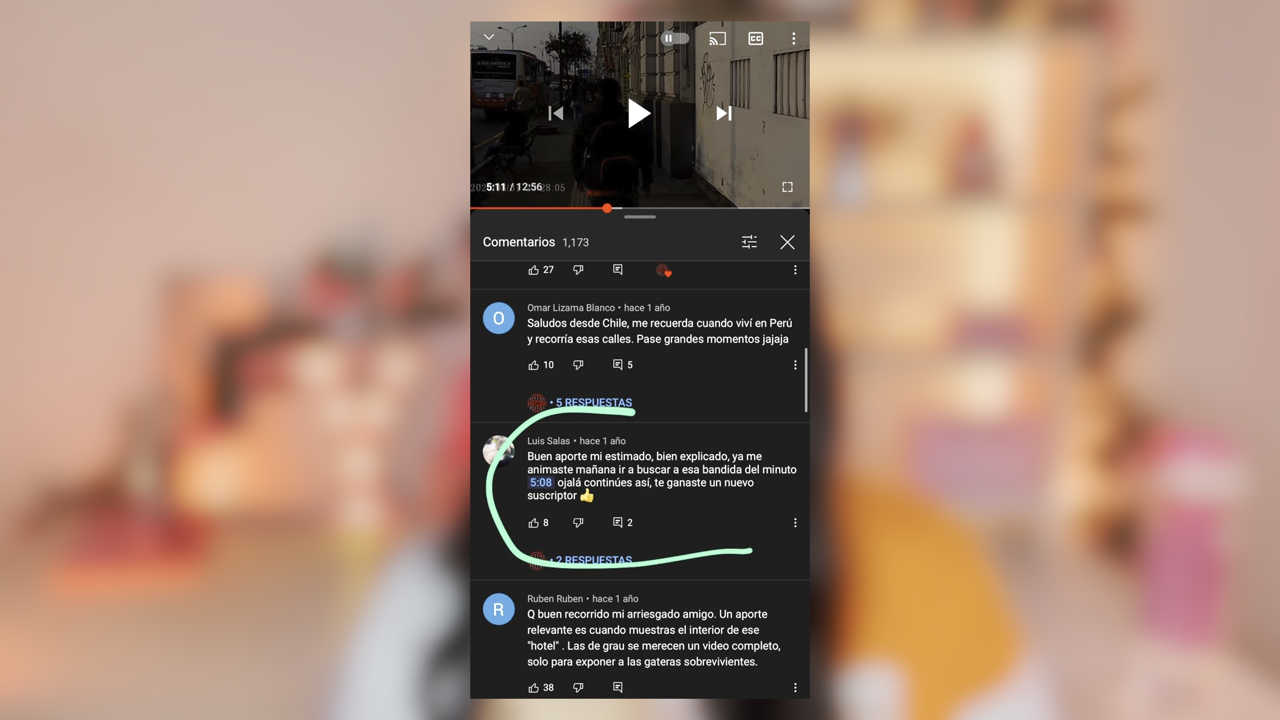 CC
5:11 / 12:56
Comentarios 1,173
27
Omar Lizama Blanco • hace 1 año
O
Saludos desde Chile, me recuerda cuando viví en Perú
y recorría esas calles. Pase grandes momentos jajaja
10 5
• 5 RESPUESTAS
Luis Salas • hace 1 año
Buen aporte mi estimado, bien explicado, ya me
animaste mañana ir a buscar a esa bandida del minuto
5:08 ojalá continúes así, te ganaste un nuevo
suscriptor 👍
8 2
• 2 RESPUESTAS
Ruben Ruben • hace 1 año
R
Q buen recorrido mi arriesgado amigo. Un aporte
relevante es cuando muestras el interior de ese
"hotel" . Las de grau se merecen un video completo,
solo para exponer a las gateras sobrevivientes.
38